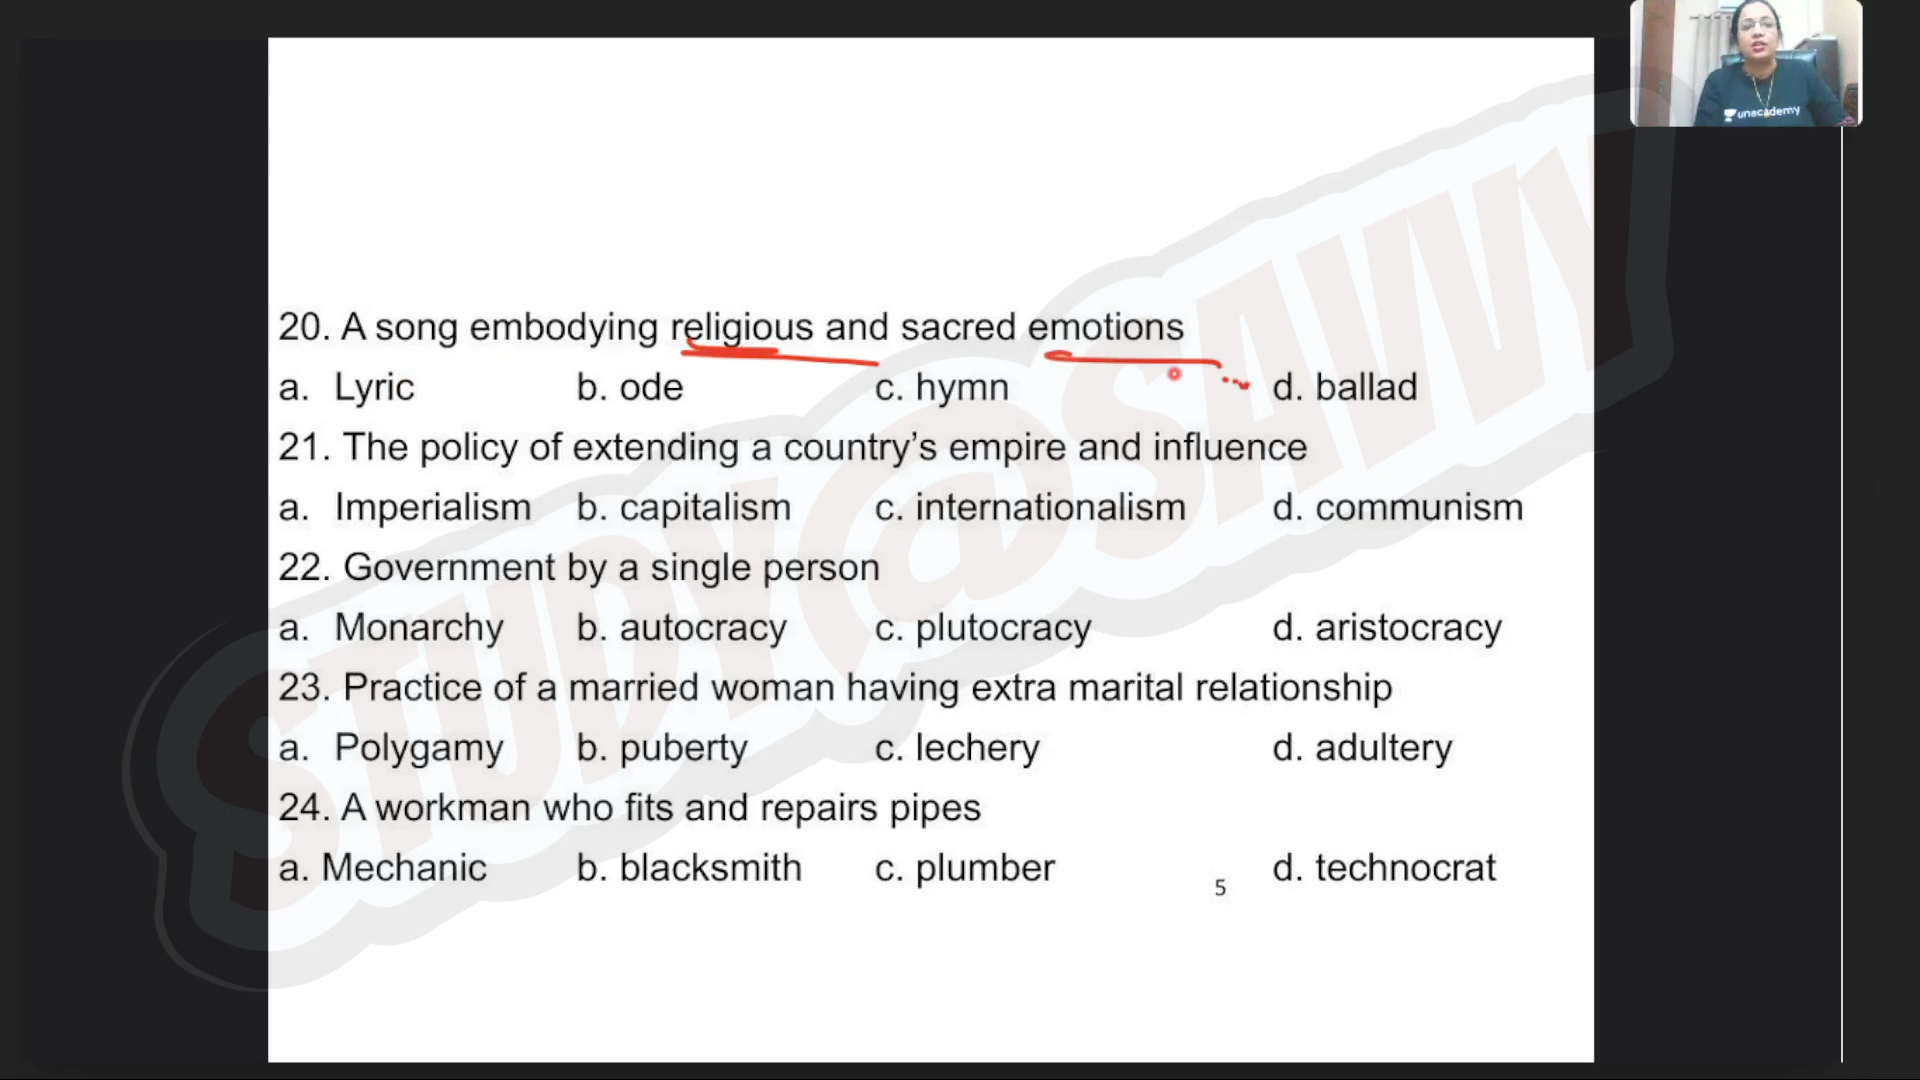 unacademy
20. A song embodying religious and sacred emotions
a. Lyric b. ode c. hymn d. ballad
21. The policy of extending a country’s empire and influence
a. Imperialism b. capitalism c. internationalism d. communism
22. Government by a single person
a. Monarchy b. autocracy c. plutocracy d. aristocracy
23. Practice of a married woman having extra marital relationship
a. Polygamy b. puberty c. lechery d. adultery
24. A workman who fits and repairs pipes
a. Mechanic b. blacksmith c. plumber d. technocrat
5
STUDY@SAVVY